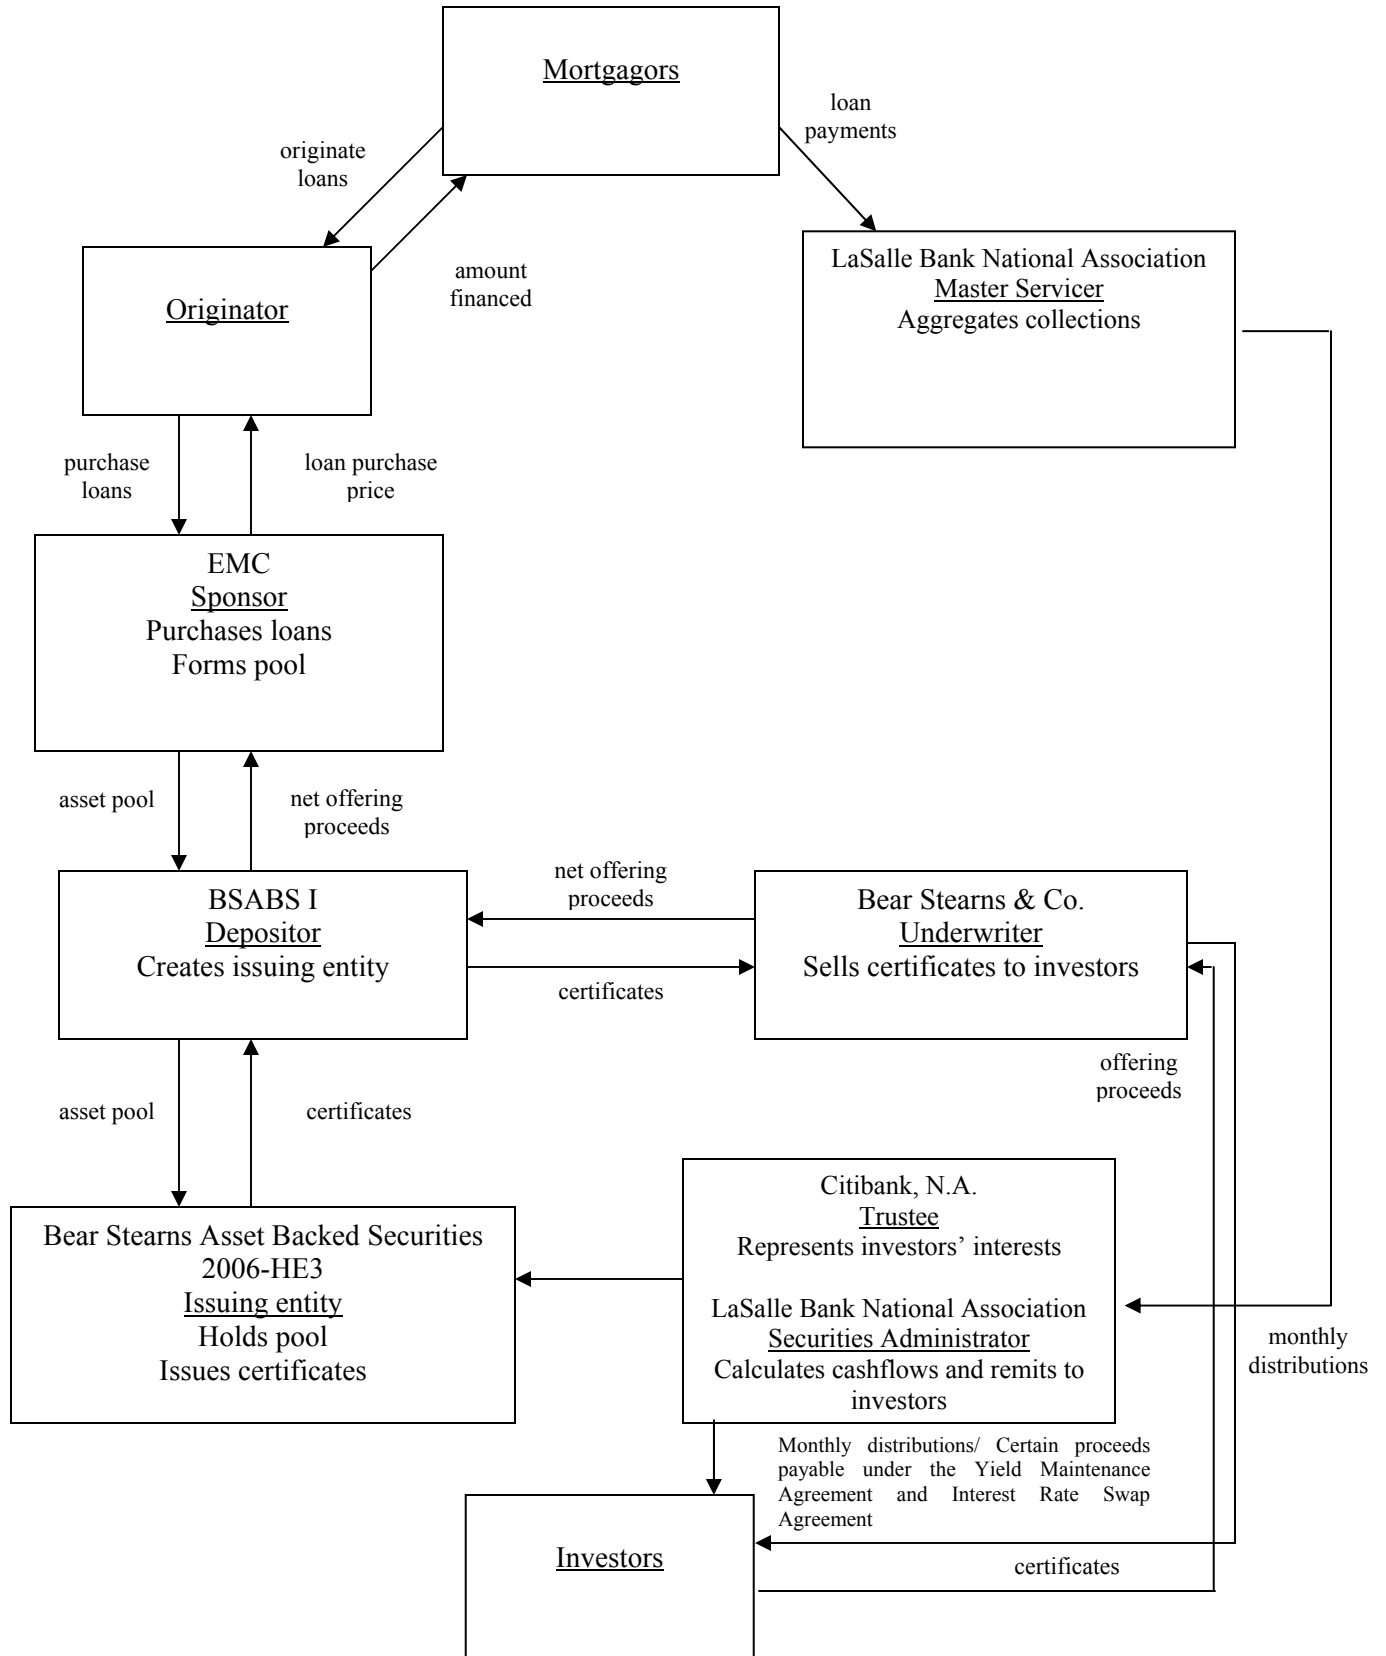 Mortgagors
loan
payments
originate
loans
amount
financed
LaSalle Bank National Association
Master Servicer
Aggregates collections
Originator
purchase
loans
loan purchase
price
EMC
Sponsor
Purchases loans
Forms pool
asset pool
net offering
proceeds
BSABS I
Depositor
Creates issuing entity
net offering
proceeds
certificates
Bear Stearns & Co.
Underwriter
Sells certificates to investors
offering
proceeds
asset pool
certificates
Bear Stearns Asset Backed Securities
2006-HE3
Issuing entity
Holds pool
Issues certificates
Citibank, N.A.
Trustee
Represents investors’ interests
LaSalle Bank National Association
Securities Administrator
Calculates cashflows and remits to
investors
monthly
distributions
Monthly distributions/ Certain proceeds
payable under the Yield Maintenance
Agreement and Interest Rate Swap
Agreement
Investors
certificates